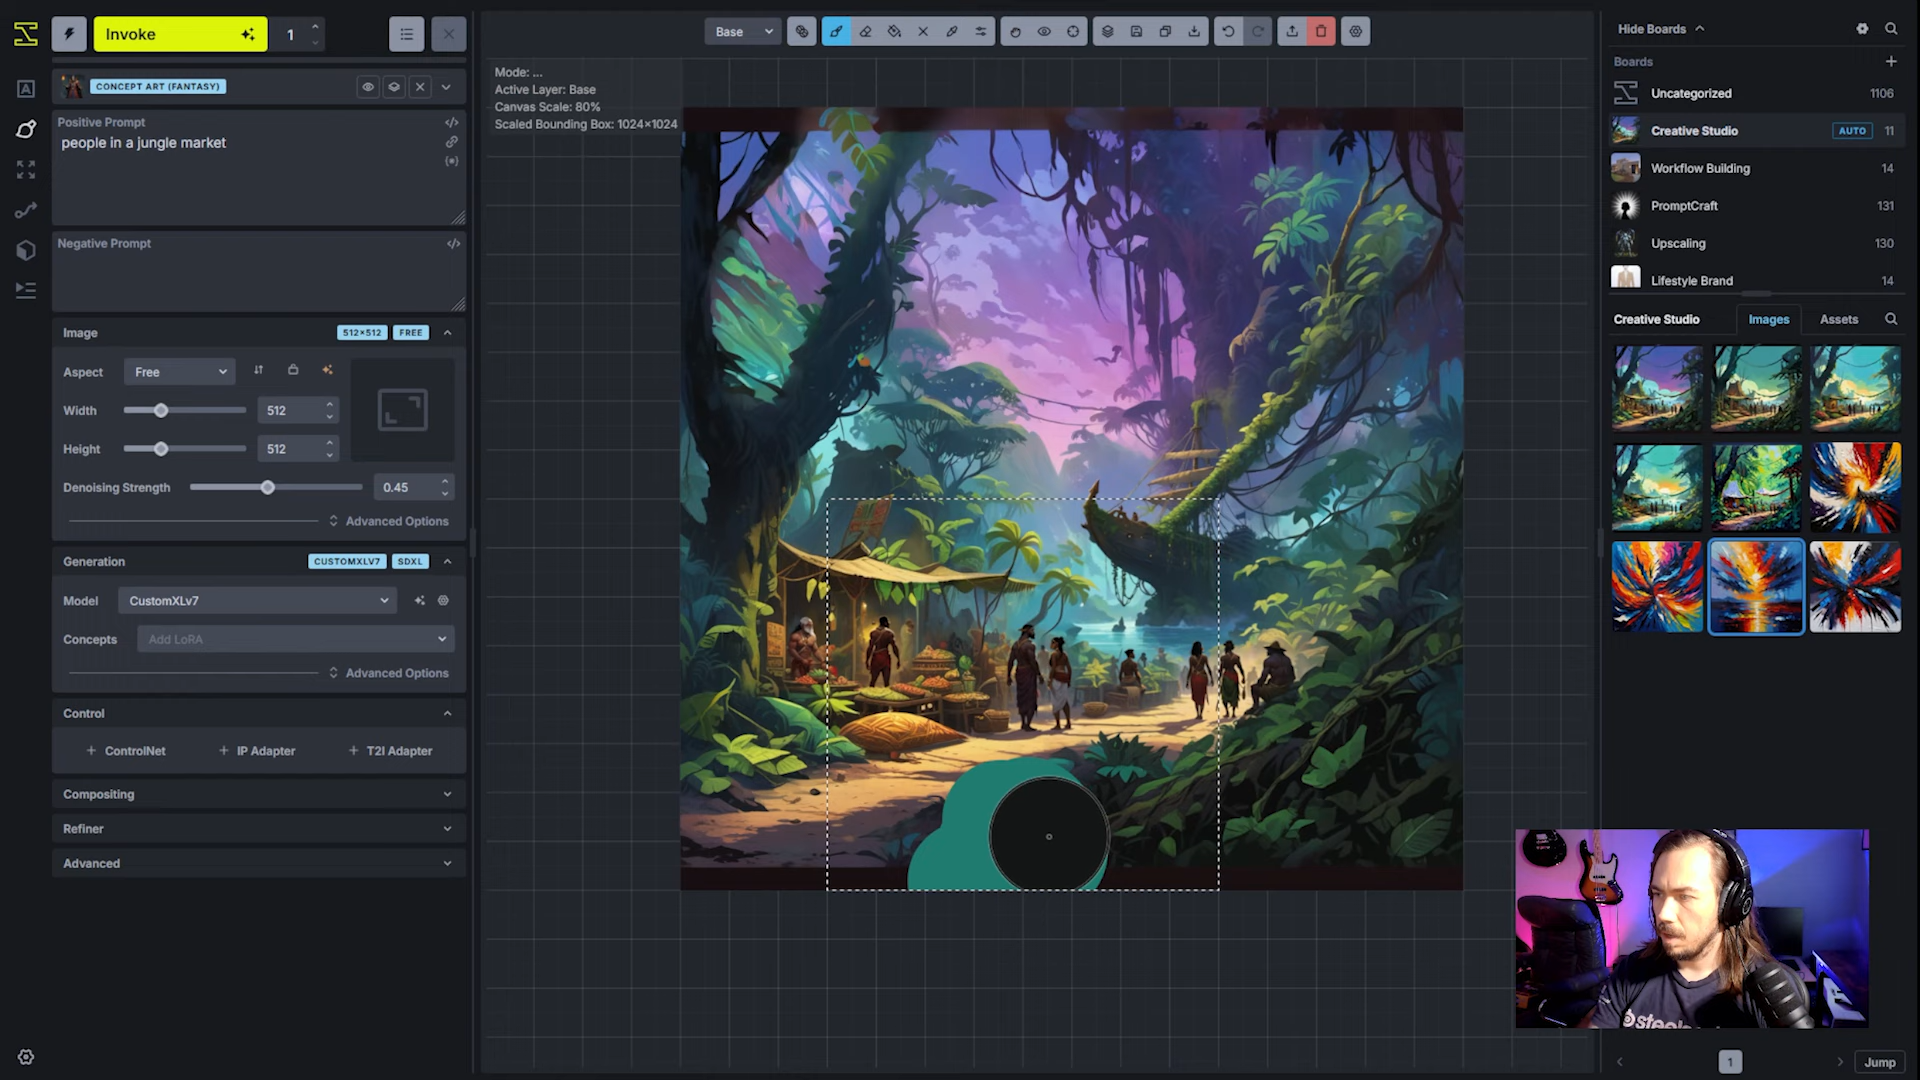 Invoke
1
CONCEPT ART (FANTASY)
Positive Prompt
people in a jungle market
Negative Prompt
Image
512×512
FREE
Aspect
Free
Width
512
Height
512
Denoising Strength
0.45
Advanced Options
Generation
CUSTOMXLV7
SDXL
Model
CustomXLv7
Concepts
Add LoRA
Advanced Options
Control
+ ControlNet
+ IP Adapter
+ T2I Adapter
Compositing
Refiner
Advanced
Base
Mode: ...
Active Layer: Base
Canvas Scale: 80%
Scaled Bounding Box: 1024×1024
Hide Boards
Boards
Uncategorized
1106
Creative Studio
AUTO
11
Workflow Building
14
PromptCraft
131
Upscaling
130
Lifestyle Brand
14
Creative Studio
Images
Assets
1
Jump